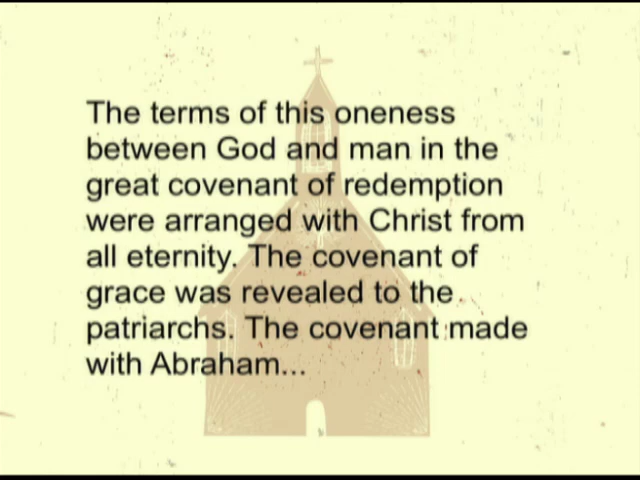 The terms of this oneness
between God and man in the
great covenant of redemption
were arranged with Christ from
all eternity. The covenant of
grace was revealed to the
patriarchs. The covenant made
with Abraham...